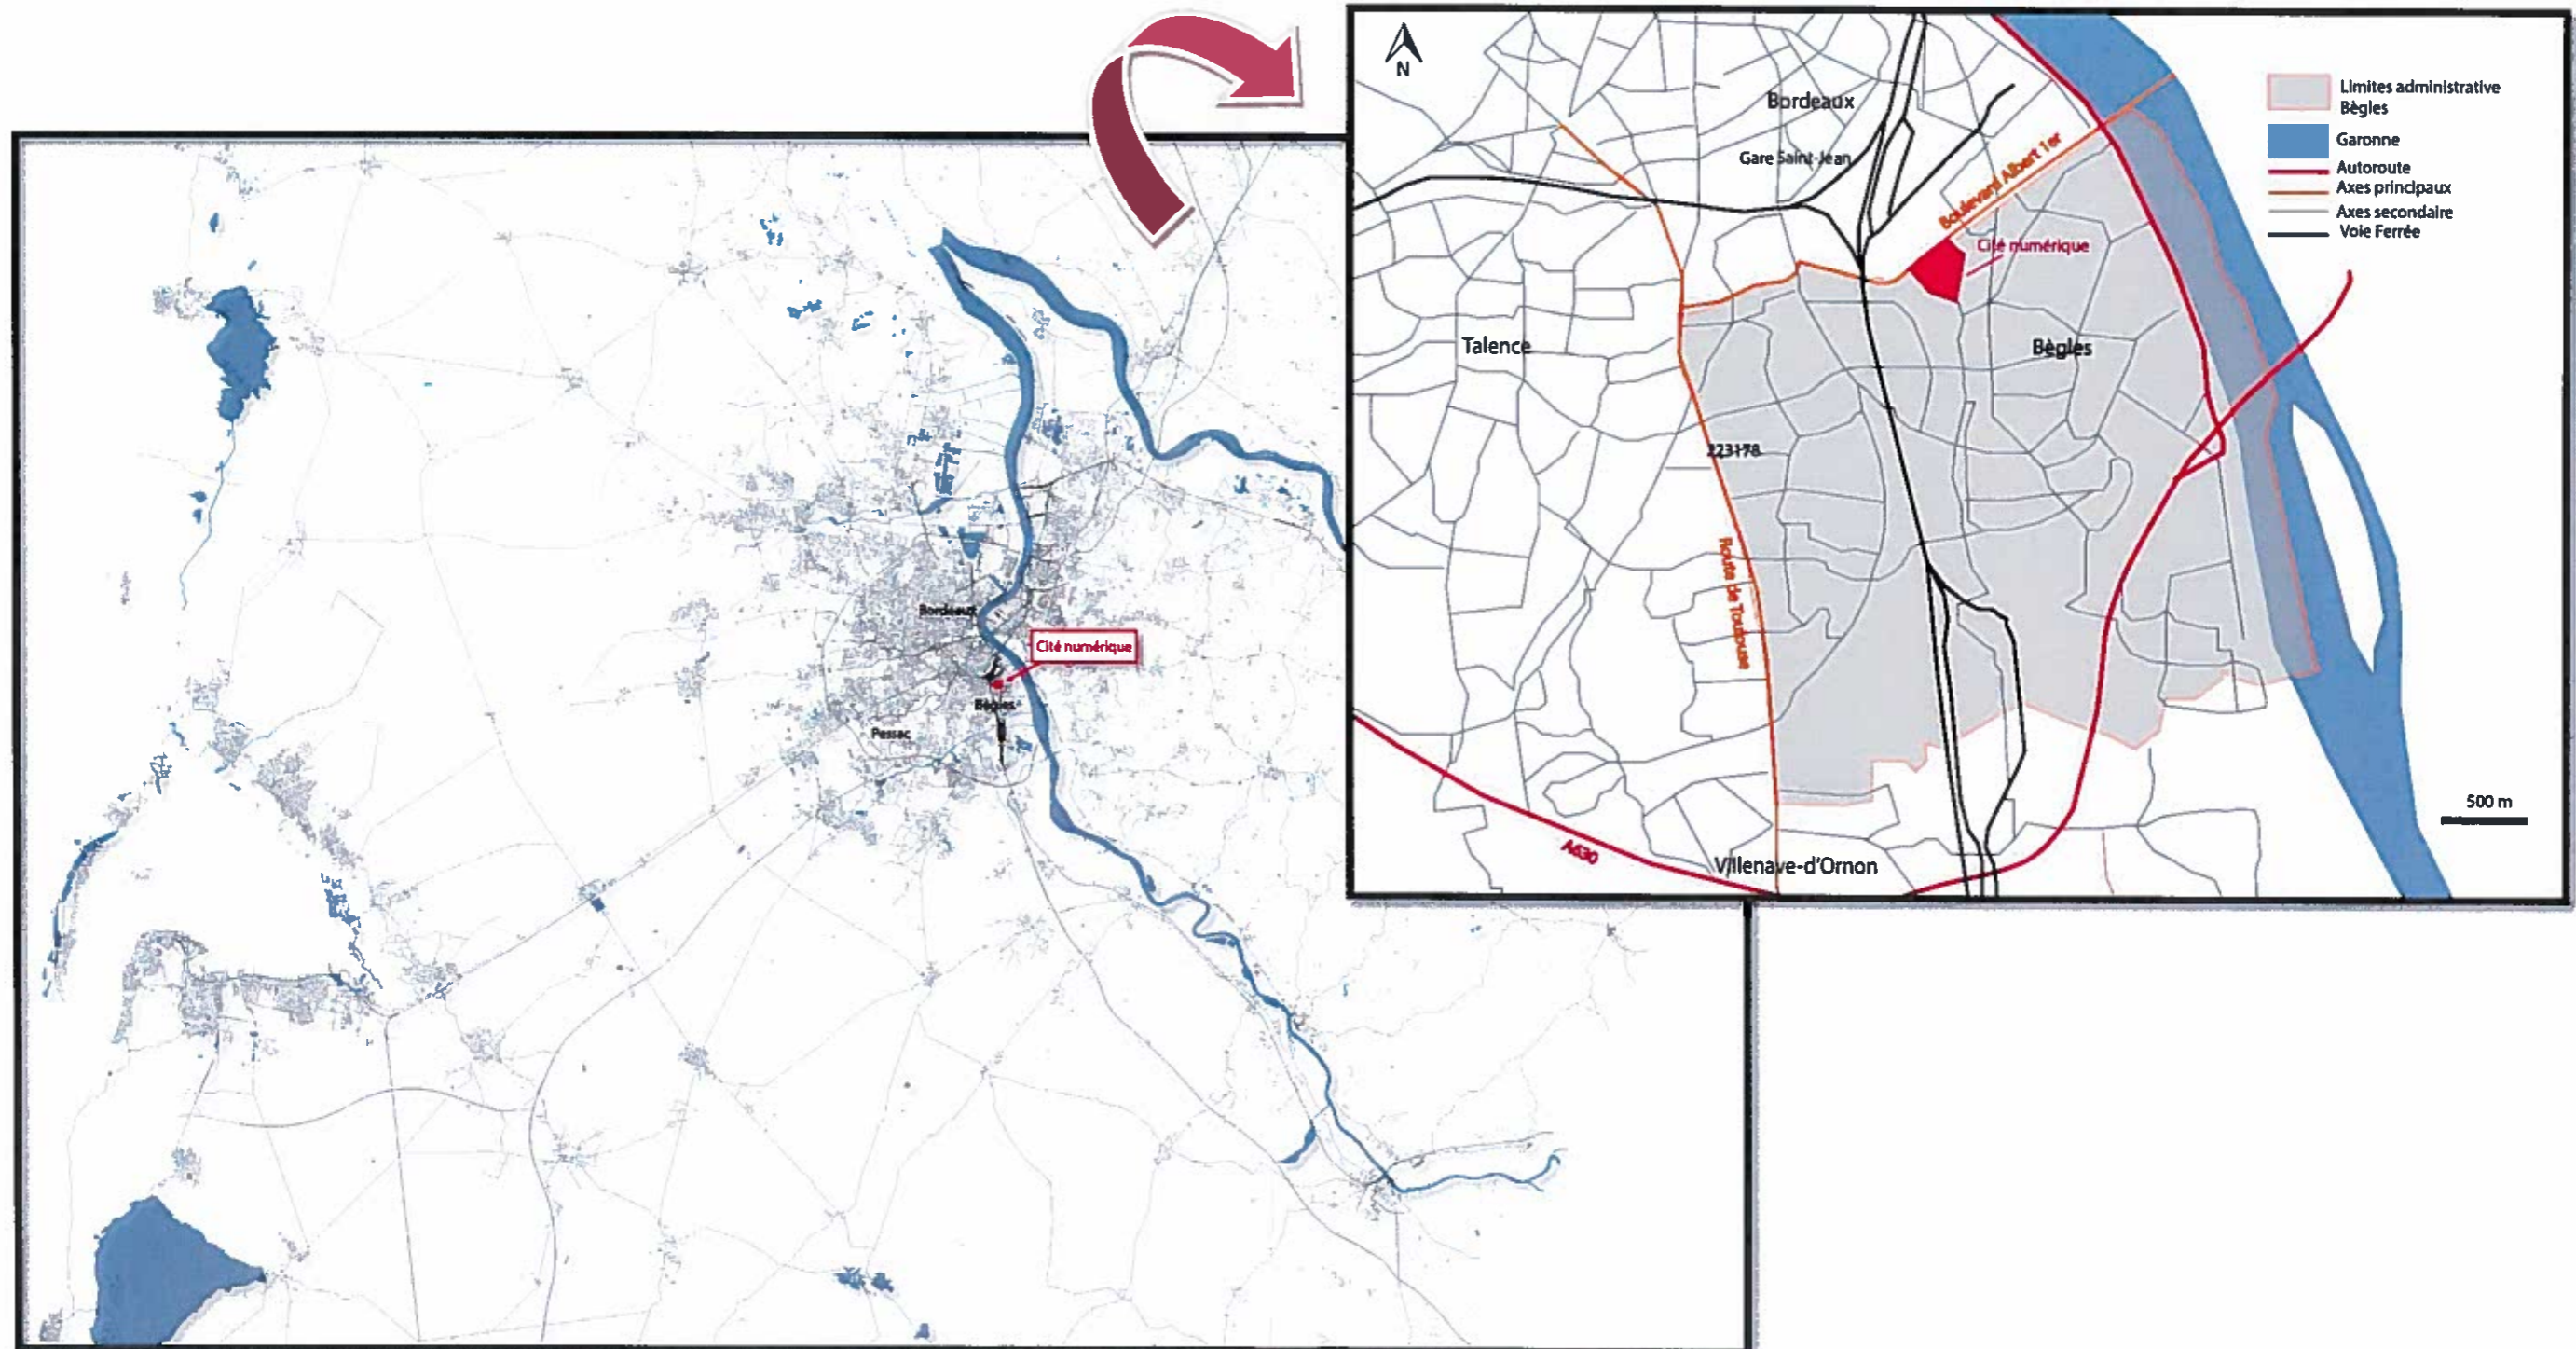 N
Bordeaux
Gare Saint-Jean
Boulevard Albert 1er
Cité numérique
Talence
Bègles
223178
Route de Toulouse
A630
Villenave-d'Ornon
Limites administrative
Bègles
Garonne
Autoroute
Axes principaux
Axes secondaire
Voie Ferrée
500 m
Bordeaux
Cité numérique
Bègles
Pessac